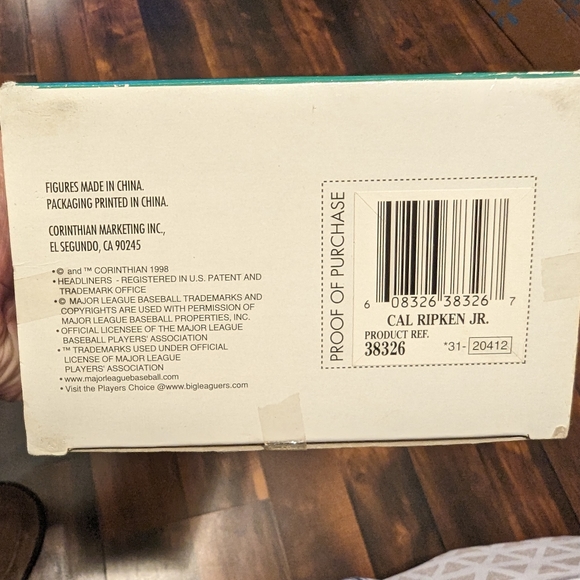 FIGURES MADE IN CHINA.
PACKAGING PRINTED IN CHINA.
CORINTHIAN MARKETING INC.,
EL SEGUNDO, CA 90245
• © and ™ CORINTHIAN 1998
• HEADLINERS - REGISTERED IN U.S. PATENT AND
TRADEMARK OFFICE
• © MAJOR LEAGUE BASEBALL TRADEMARKS AND
COPYRIGHTS ARE USED WITH PERMISSION OF
MAJOR LEAGUE BASEBALL PROPERTIES, INC.
• OFFICIAL LICENSEE OF THE MAJOR LEAGUE
BASEBALL PLAYERS' ASSOCIATION
• ™ TRADEMARKS USED UNDER OFFICIAL
LICENSE OF MAJOR LEAGUE
PLAYERS' ASSOCIATION
• www.majorleaguebaseball.com
• Visit the Players Choice @www.bigleaguers.com
PROOF OF PURCHASE
6 08326 38326 7
CAL RIPKEN JR.
PRODUCT REF.
38326 *31- 20412